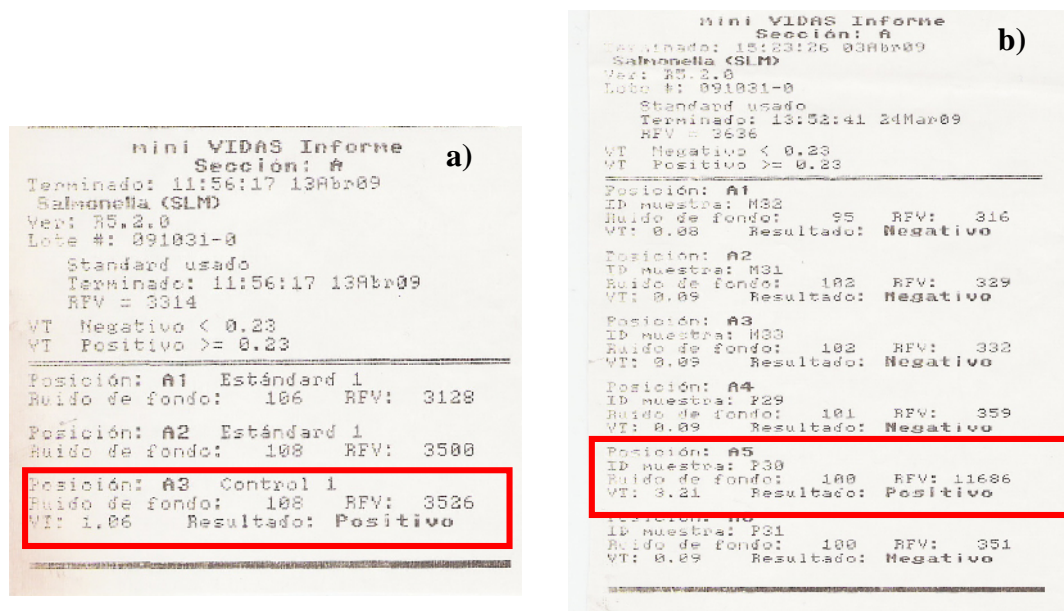 a)
mini VIDAS Informe
Sección: A
Terminado: 11:56:17 13Abr09
Salmonella (SLM)
Ver: R5.2.0
Lote #: 091031-0
Standard usado
Terminado: 11:56:17 13Abr09
RFV = 3314
VT Negativo < 0.23
VT Positivo >= 0.23
Posición: A1 Estándard 1
Ruido de fondo: 106 RFV: 3128
Posición: A2 Estándard 1
Ruido de fondo: 108 RFV: 3500
Posición: A3 Control 1
Ruido de fondo: 108 RFV: 3526
VT: 1.06 Resultado: Positivo
b)
mini VIDAS Informe
Sección: A
Terminado: 15:23:26 03Abr09
Salmonella (SLM)
Ver: R5.2.0
Lote #: 091031-0
Standard usado
Terminado: 13:52:41 24Mar09
RFV = 3636
VT Negativo < 0.23
VT Positivo >= 0.23
Posición: A1
ID muestra: M32
Ruido de fondo: 95 RFV: 316
VT: 0.08 Resultado: Negativo
Posición: A2
ID muestra: M31
Ruido de fondo: 102 RFV: 329
VT: 0.09 Resultado: Negativo
Posición: A3
ID muestra: M33
Ruido de fondo: 102 RFV: 332
VT: 0.09 Resultado: Negativo
Posición: A4
ID muestra: P29
Ruido de fondo: 101 RFV: 359
VT: 0.09 Resultado: Negativo
Posición: A5
ID muestra: P30
Ruido de fondo: 100 RFV: 11686
VT: 3.21 Resultado: Positivo
Posición: A6
ID muestra: P31
Ruido de fondo: 100 RFV: 351
VT: 0.09 Resultado: Negativo